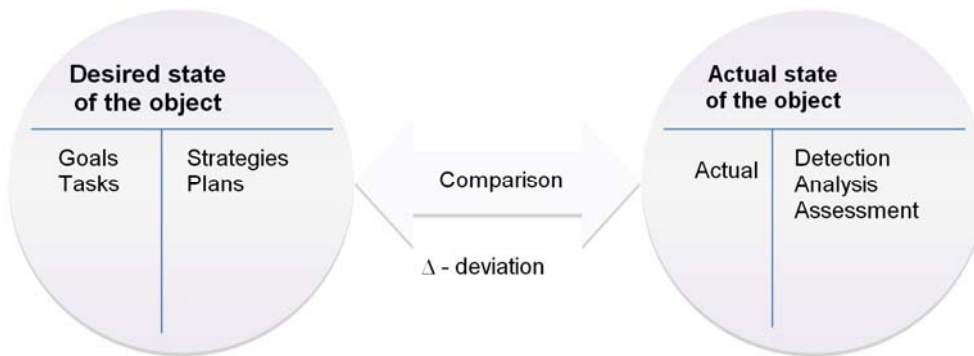 Desired state
of the object
Goals
Tasks
Strategies
Plans
Comparison
Δ - deviation
Actual state
of the object
Actual
Detection
Analysis
Assessment